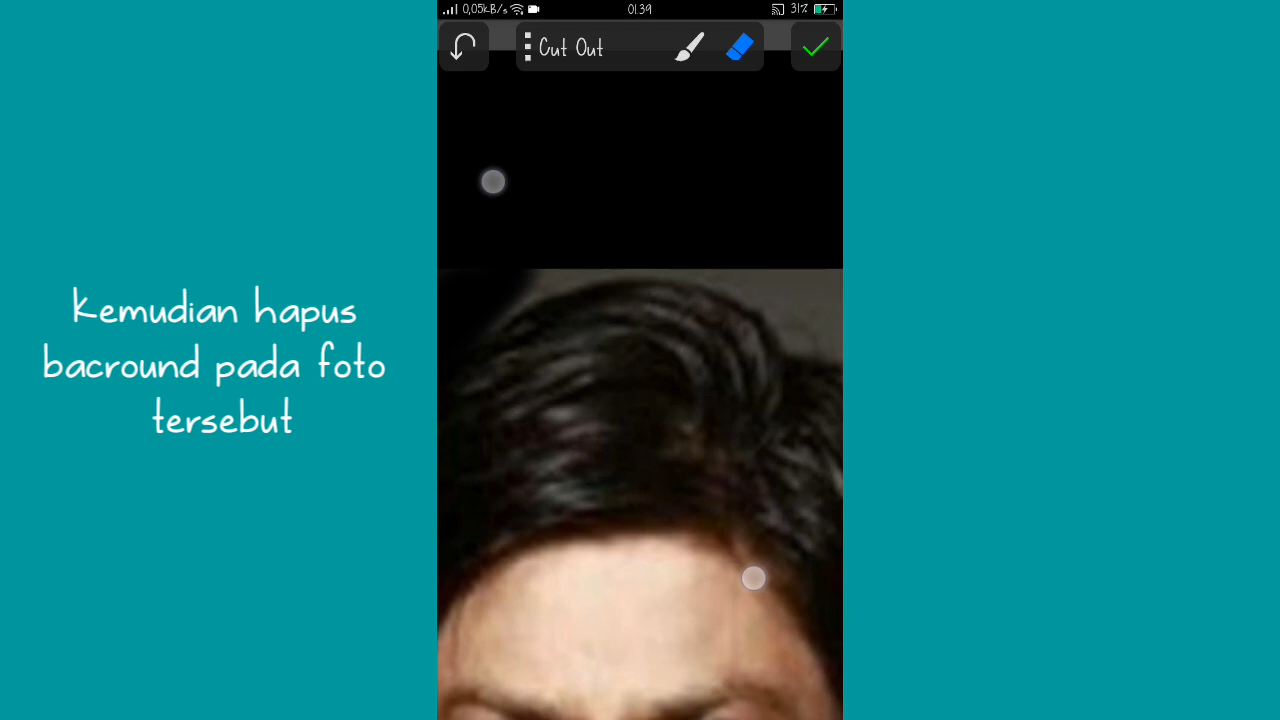 0,05kB/s 01.39 31%
Cut Out
kemudian hapus
bacround pada foto
tersebut